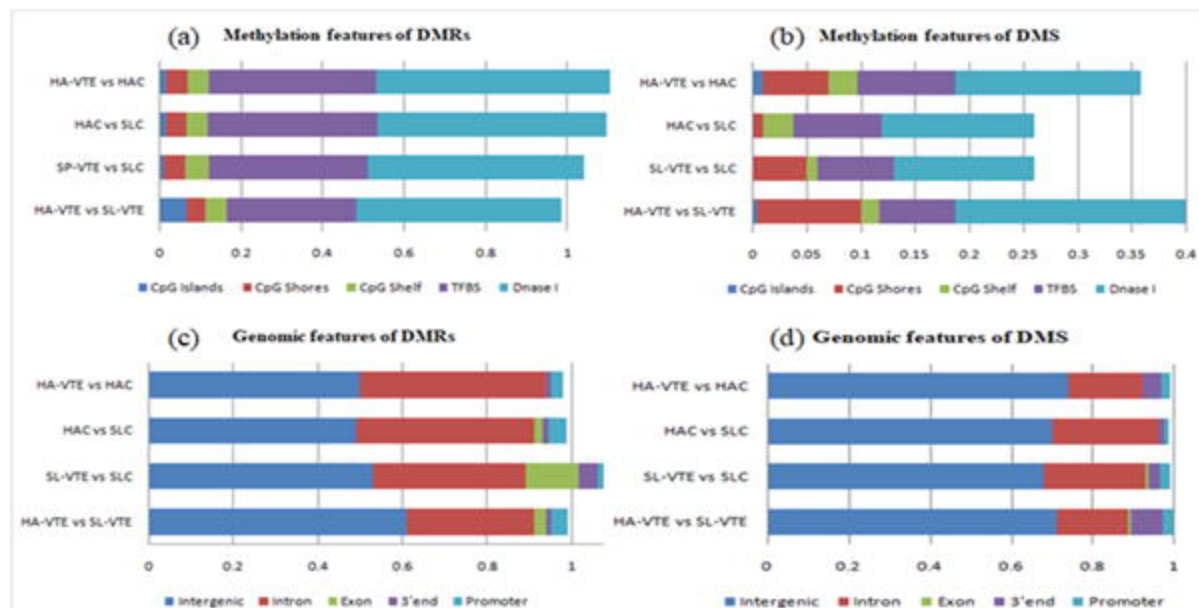 (a) Methylation features of DMRs
HA-VTE vs HAC
HAC vs SLC
SP-VTE vs SLC
HA-VTE vs SL-VTE
0 0.2 0.4 0.6 0.8 1
CpG Islands CpG Shores CpG Shelf TFBS Dnase I
(b) Methylation features of DMS
HA-VTE vs HAC
HAC vs SLC
SL-VTE vs SLC
HA-VTE vs SL-VTE
0 0.05 0.1 0.15 0.2 0.25 0.3 0.35 0.4
CpG Islands CpG Shores CpG Shelf TFBS Dnase I
(c) Genomic features of DMRs
HA-VTE vs HAC
HAC vs SLC
SL-VTE vs SLC
HA-VTE vs SL-VTE
0 0.2 0.4 0.6 0.8 1
Intergenic Intron Exon 3'end Promoter
(d) Genomic features of DMS
HA-VTE vs HAC
HAC vs SLC
SL-VTE vs SLC
HA-VTE vs SL-VTE
0 0.2 0.4 0.6 0.8 1
Intergenic Intron Exon 3'end Promoter